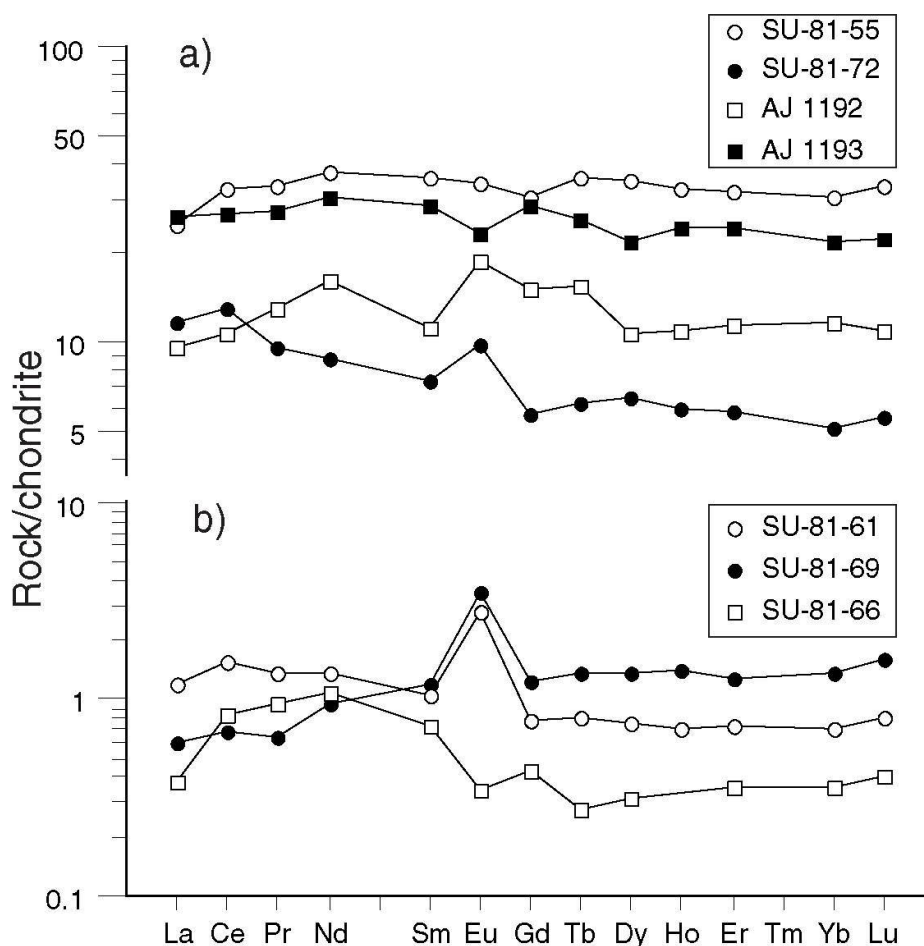 a)
SU-81-55
SU-81-72
AJ 1192
AJ 1193
100
50
10
5
Rock/chondrite
b)
SU-81-61
SU-81-69
SU-81-66
10
1
0.1
La Ce Pr Nd Sm Eu Gd Tb Dy Ho Er Tm Yb Lu